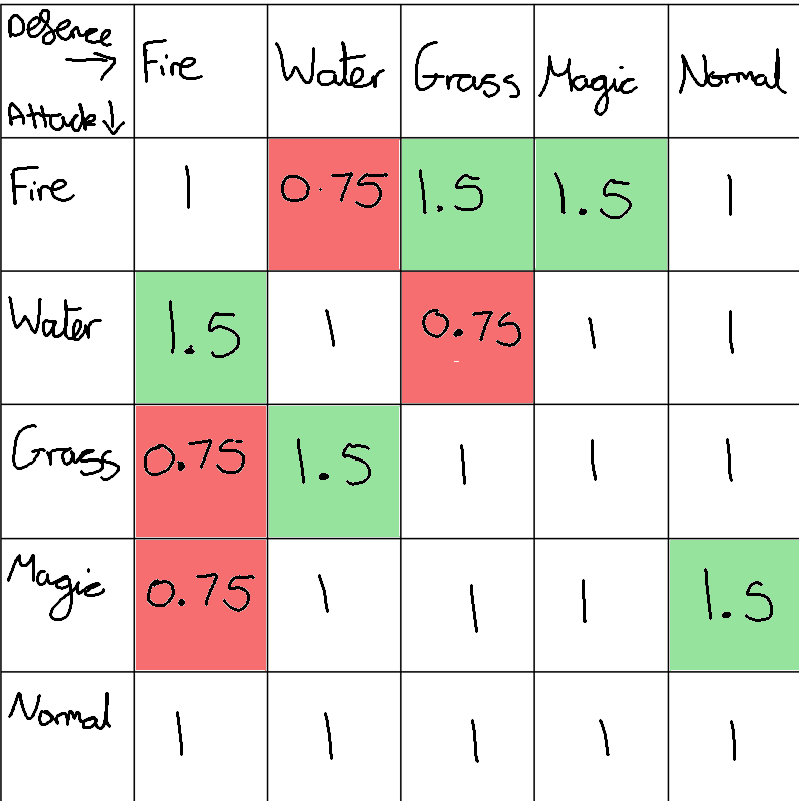 Defence
→ Fire Water Grass Magic Normal
Attack ↓
Fire 1 0.75 1.5 1.5 1
Water 1.5 1 0.75 1 1
Grass 0.75 1.5 1 1 1
Magic 0.75 1 1 1 1.5
Normal 1 1 1 1 1